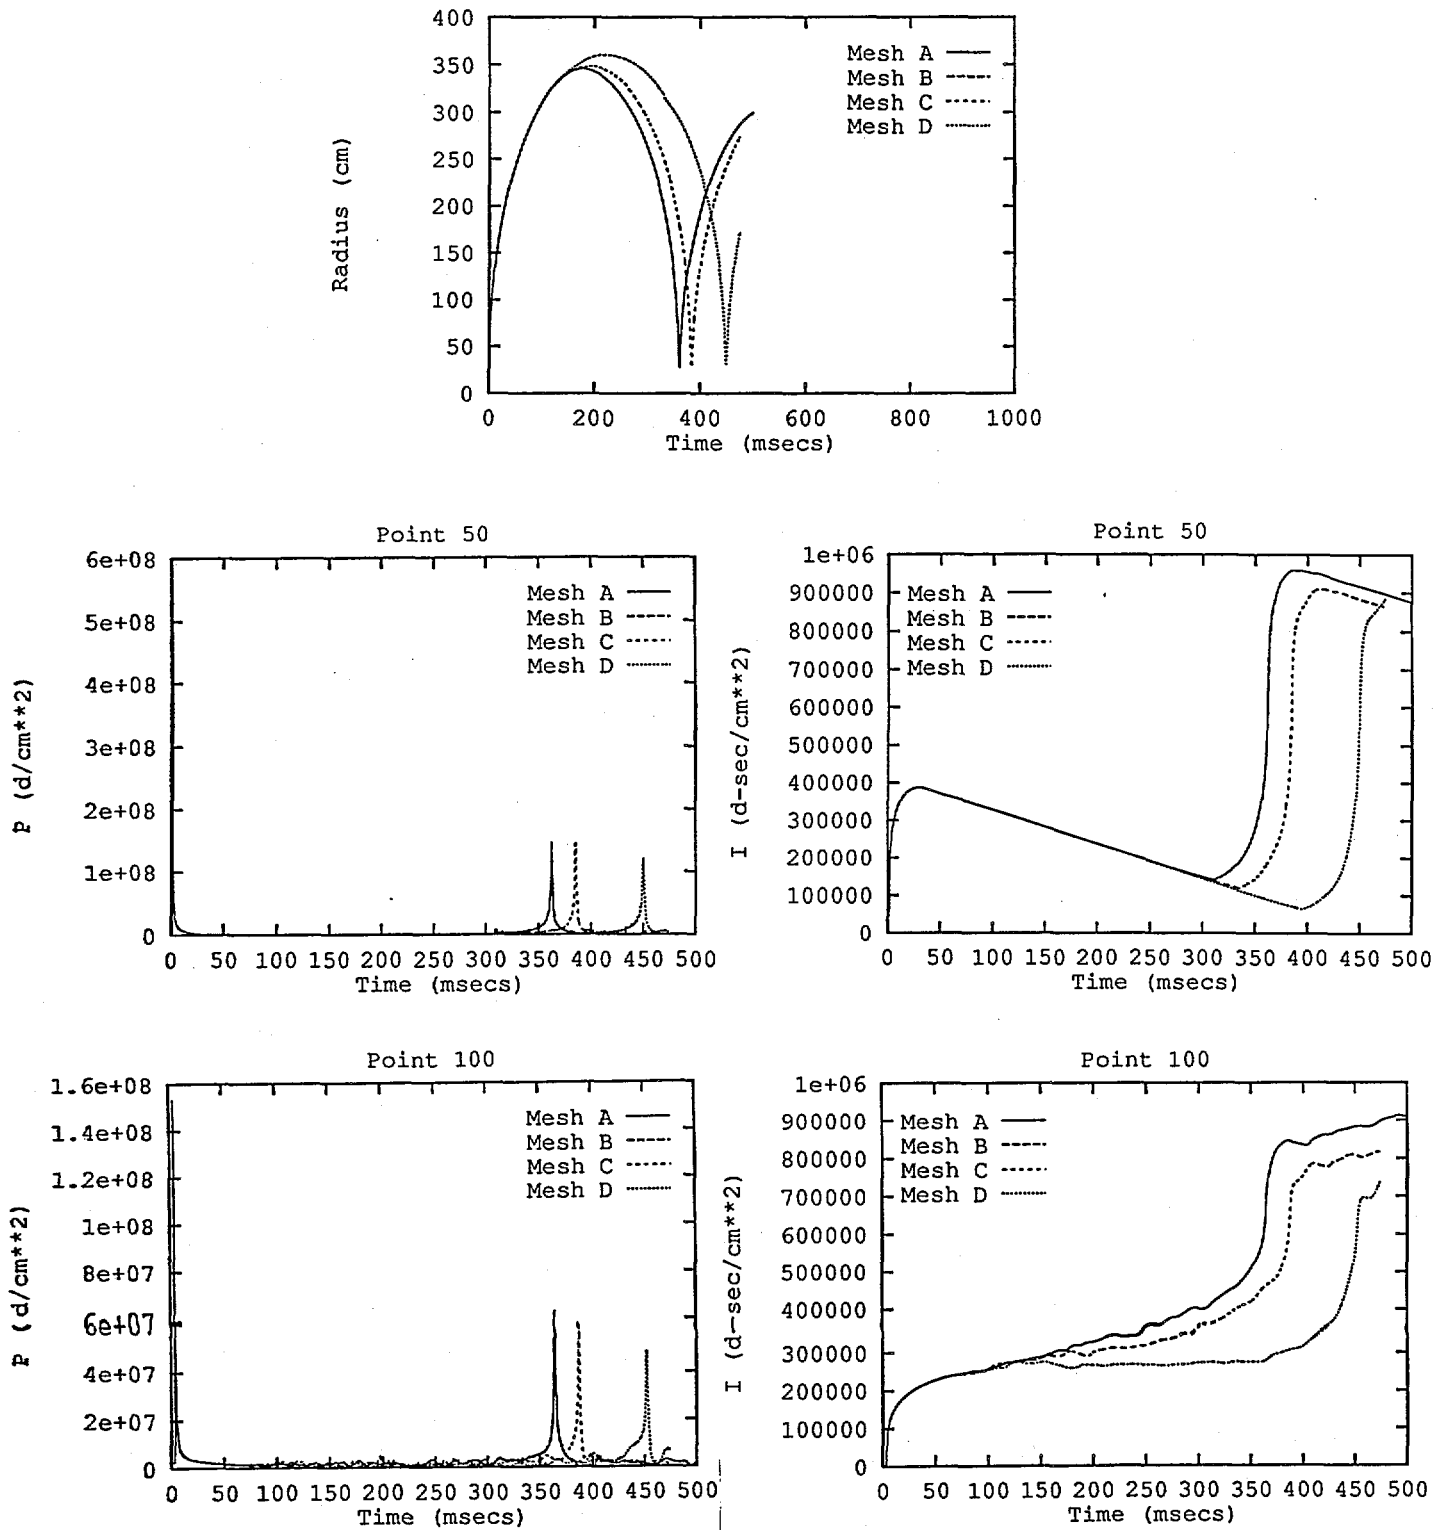 400
350
300
250
200
150
100
50
0
Radius (cm)
Mesh A
Mesh B
Mesh C
Mesh D
0 200 400 600 800 1000
Time (msecs)
Point 50
6e+08
5e+08
4e+08
3e+08
2e+08
1e+08
0
P (d/cm**2)
Mesh A
Mesh B
Mesh C
Mesh D
0 50 100 150 200 250 300 350 400 450 500
Time (msecs)
Point 50
1e+06
900000
800000
700000
600000
500000
400000
300000
200000
100000
0
I (d-sec/cm**2)
Mesh A
Mesh B
Mesh C
Mesh D
0 50 100 150 200 250 300 350 400 450 500
Time (msecs)
Point 100
1.6e+08
1.4e+08
1.2e+08
1e+08
8e+07
6e+07
4e+07
2e+07
0
P (d/cm**2)
Mesh A
Mesh B
Mesh C
Mesh D
0 50 100 150 200 250 300 350 400 450 500
Time (msecs)
Point 100
1e+06
900000
800000
700000
600000
500000
400000
300000
200000
100000
0
I (d-sec/cm**2)
Mesh A
Mesh B
Mesh C
Mesh D
0 50 100 150 200 250 300 350 400 450 500
Time (msecs)